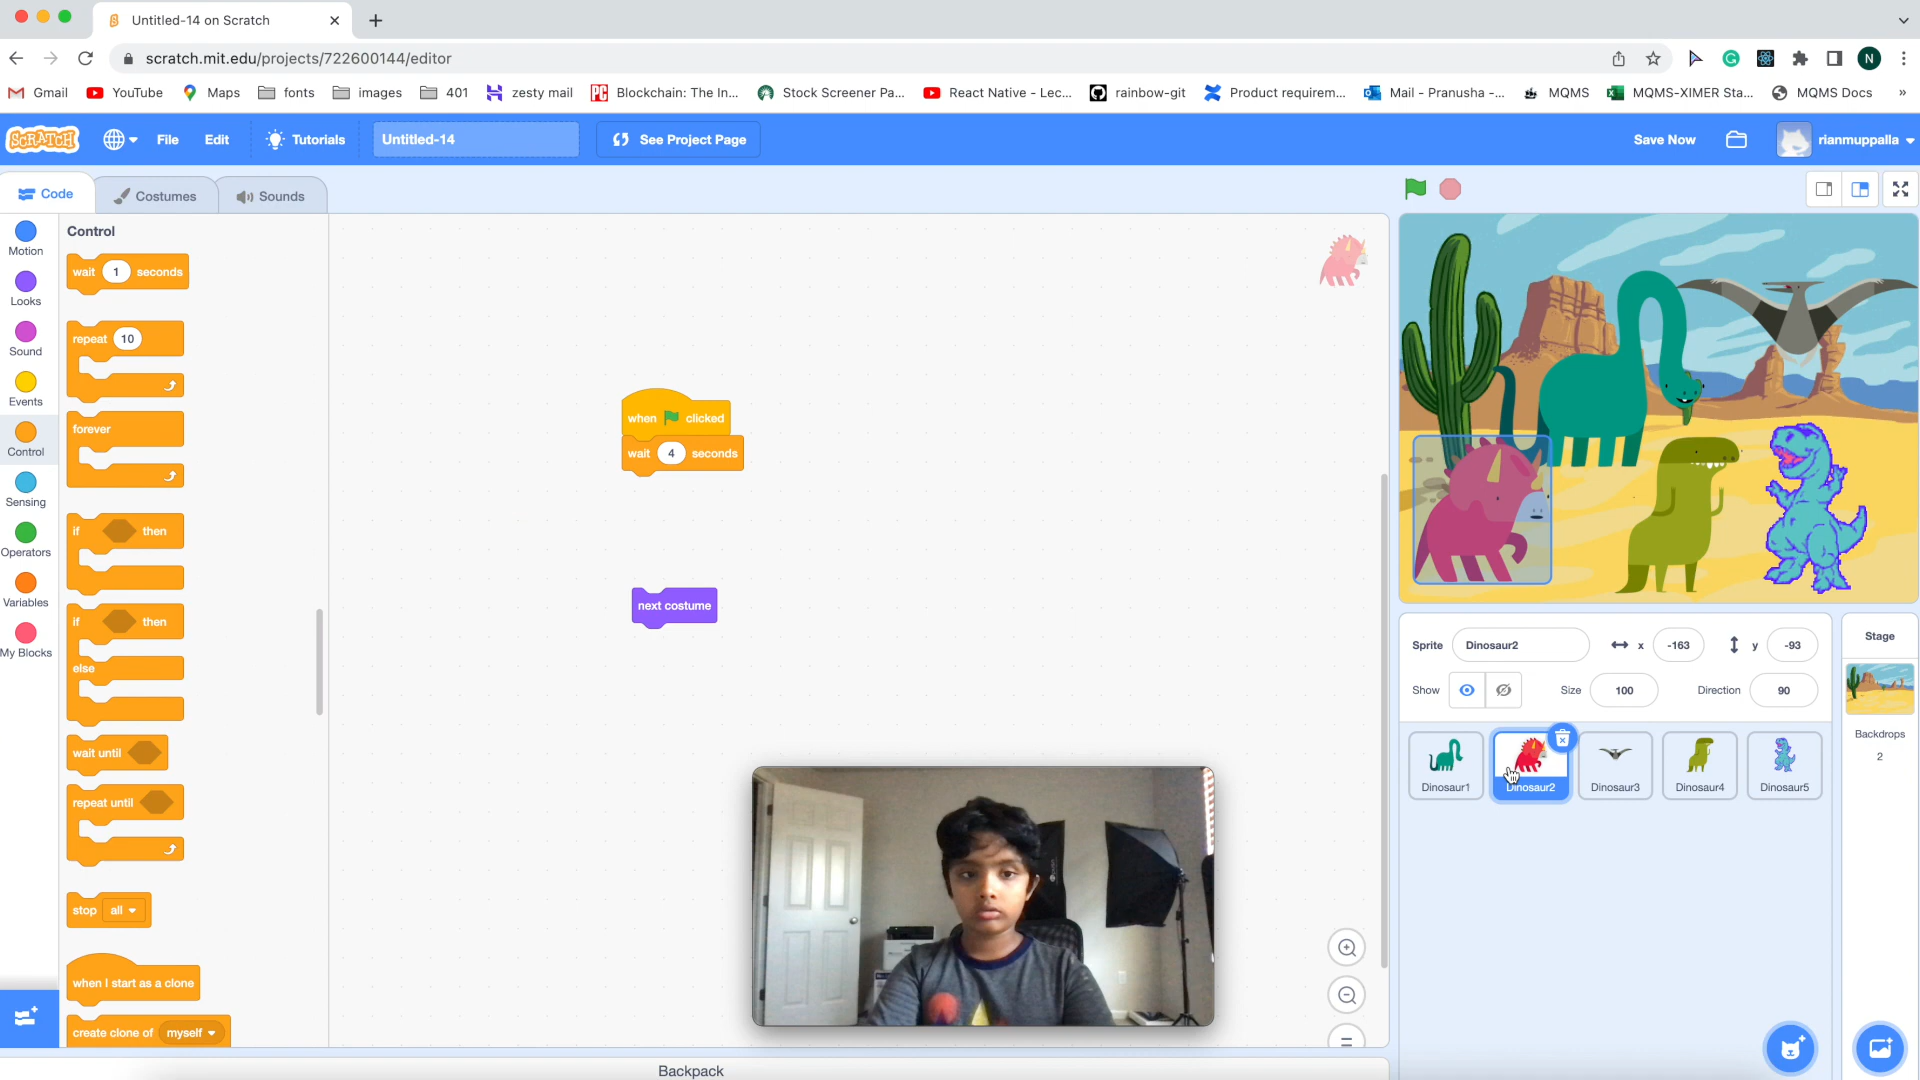 Untitled-14 on Scratch
scratch.mit.edu/projects/722600144/editor
N
Gmail YouTube Maps fonts images 401 zesty mail Blockchain: The In... Stock Screener Pa... React Native - Lec... rainbow-git Product requirem... Mail - Pranusha -... MQMS MQMS-XIMER Sta... MQMS Docs »
SCRATCH File Edit Tutorials Untitled-14 See Project Page Save Now rianmuppalla
Code Costumes Sounds
Motion
Looks
Sound
Events
Control
Sensing
Operators
Variables
My Blocks
Control
wait 1 seconds
repeat 10
forever
if then
if then
else
wait until
repeat until
stop all
when I start as a clone
create clone of myself
when clicked
wait 4 seconds
next costume
Sprite Dinosaur2 x -163 y -93
Show Size 100 Direction 90
Dinosaur1 Dinosaur2 Dinosaur3 Dinosaur4 Dinosaur5
Stage
Backdrops
2
Backpack